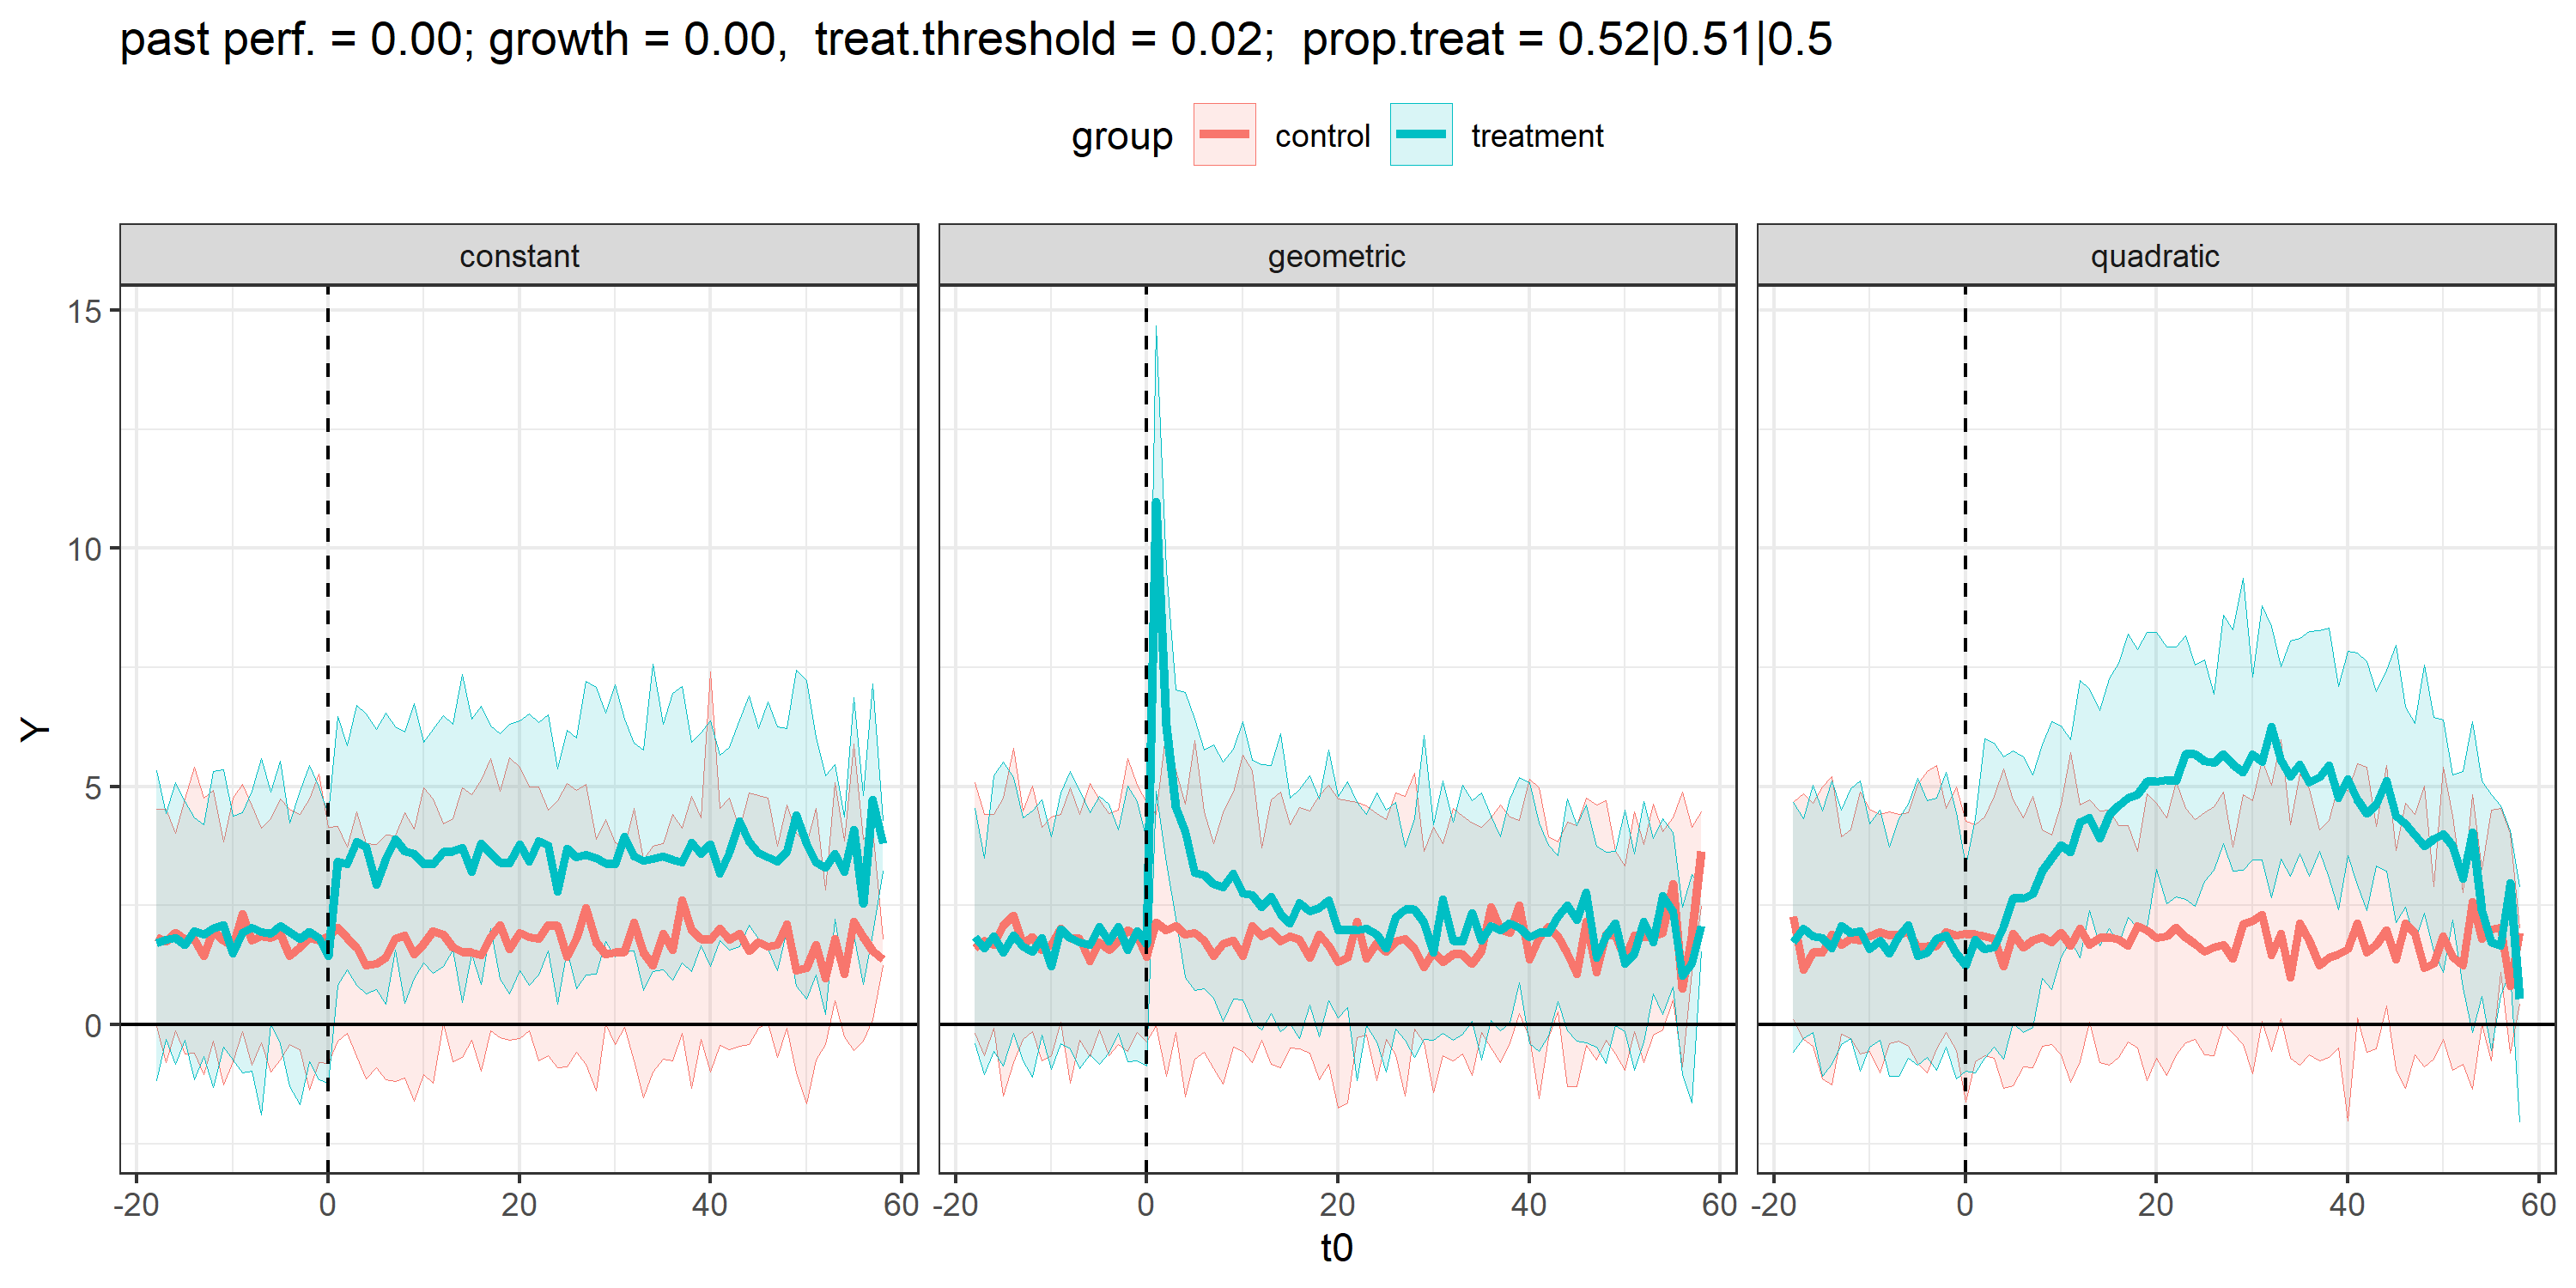 past perf. = 0.00; growth = 0.00,  treat.threshold = 0.02;  prop.treat = 0.52|0.51|0.5
group control treatment
constant geometric quadratic
15
10
5
0
Y
-20 0 20 40 60 -20 0 20 40 60 -20 0 20 40 60
t0